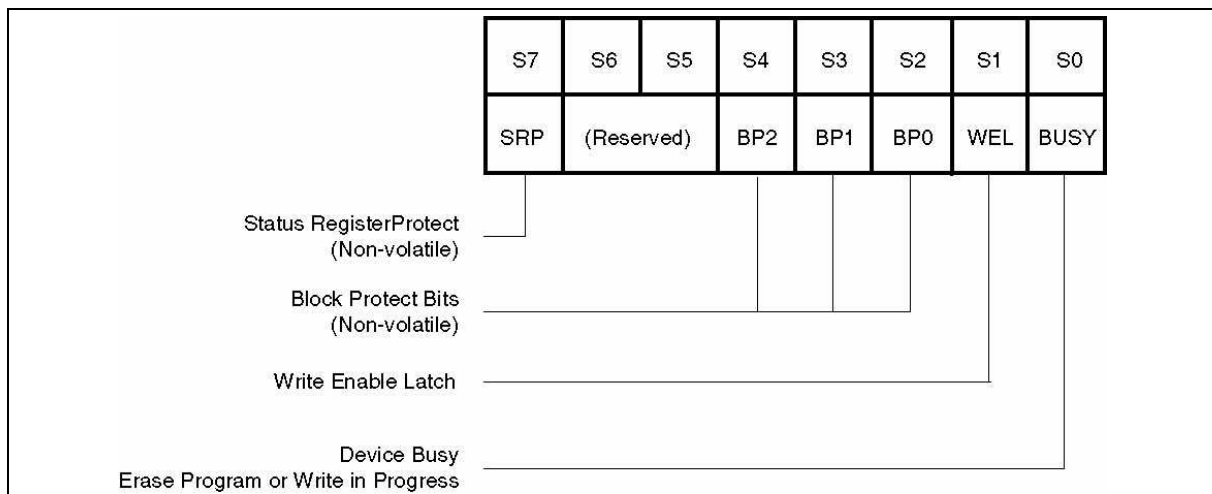 S7 S6 S5 S4 S3 S2 S1 S0
SRP (Reserved) BP2 BP1 BP0 WEL BUSY
Status RegisterProtect
(Non-volatile)
Block Protect Bits
(Non-volatile)
Write Enable Latch
Device Busy
Erase Program or Write in Progress